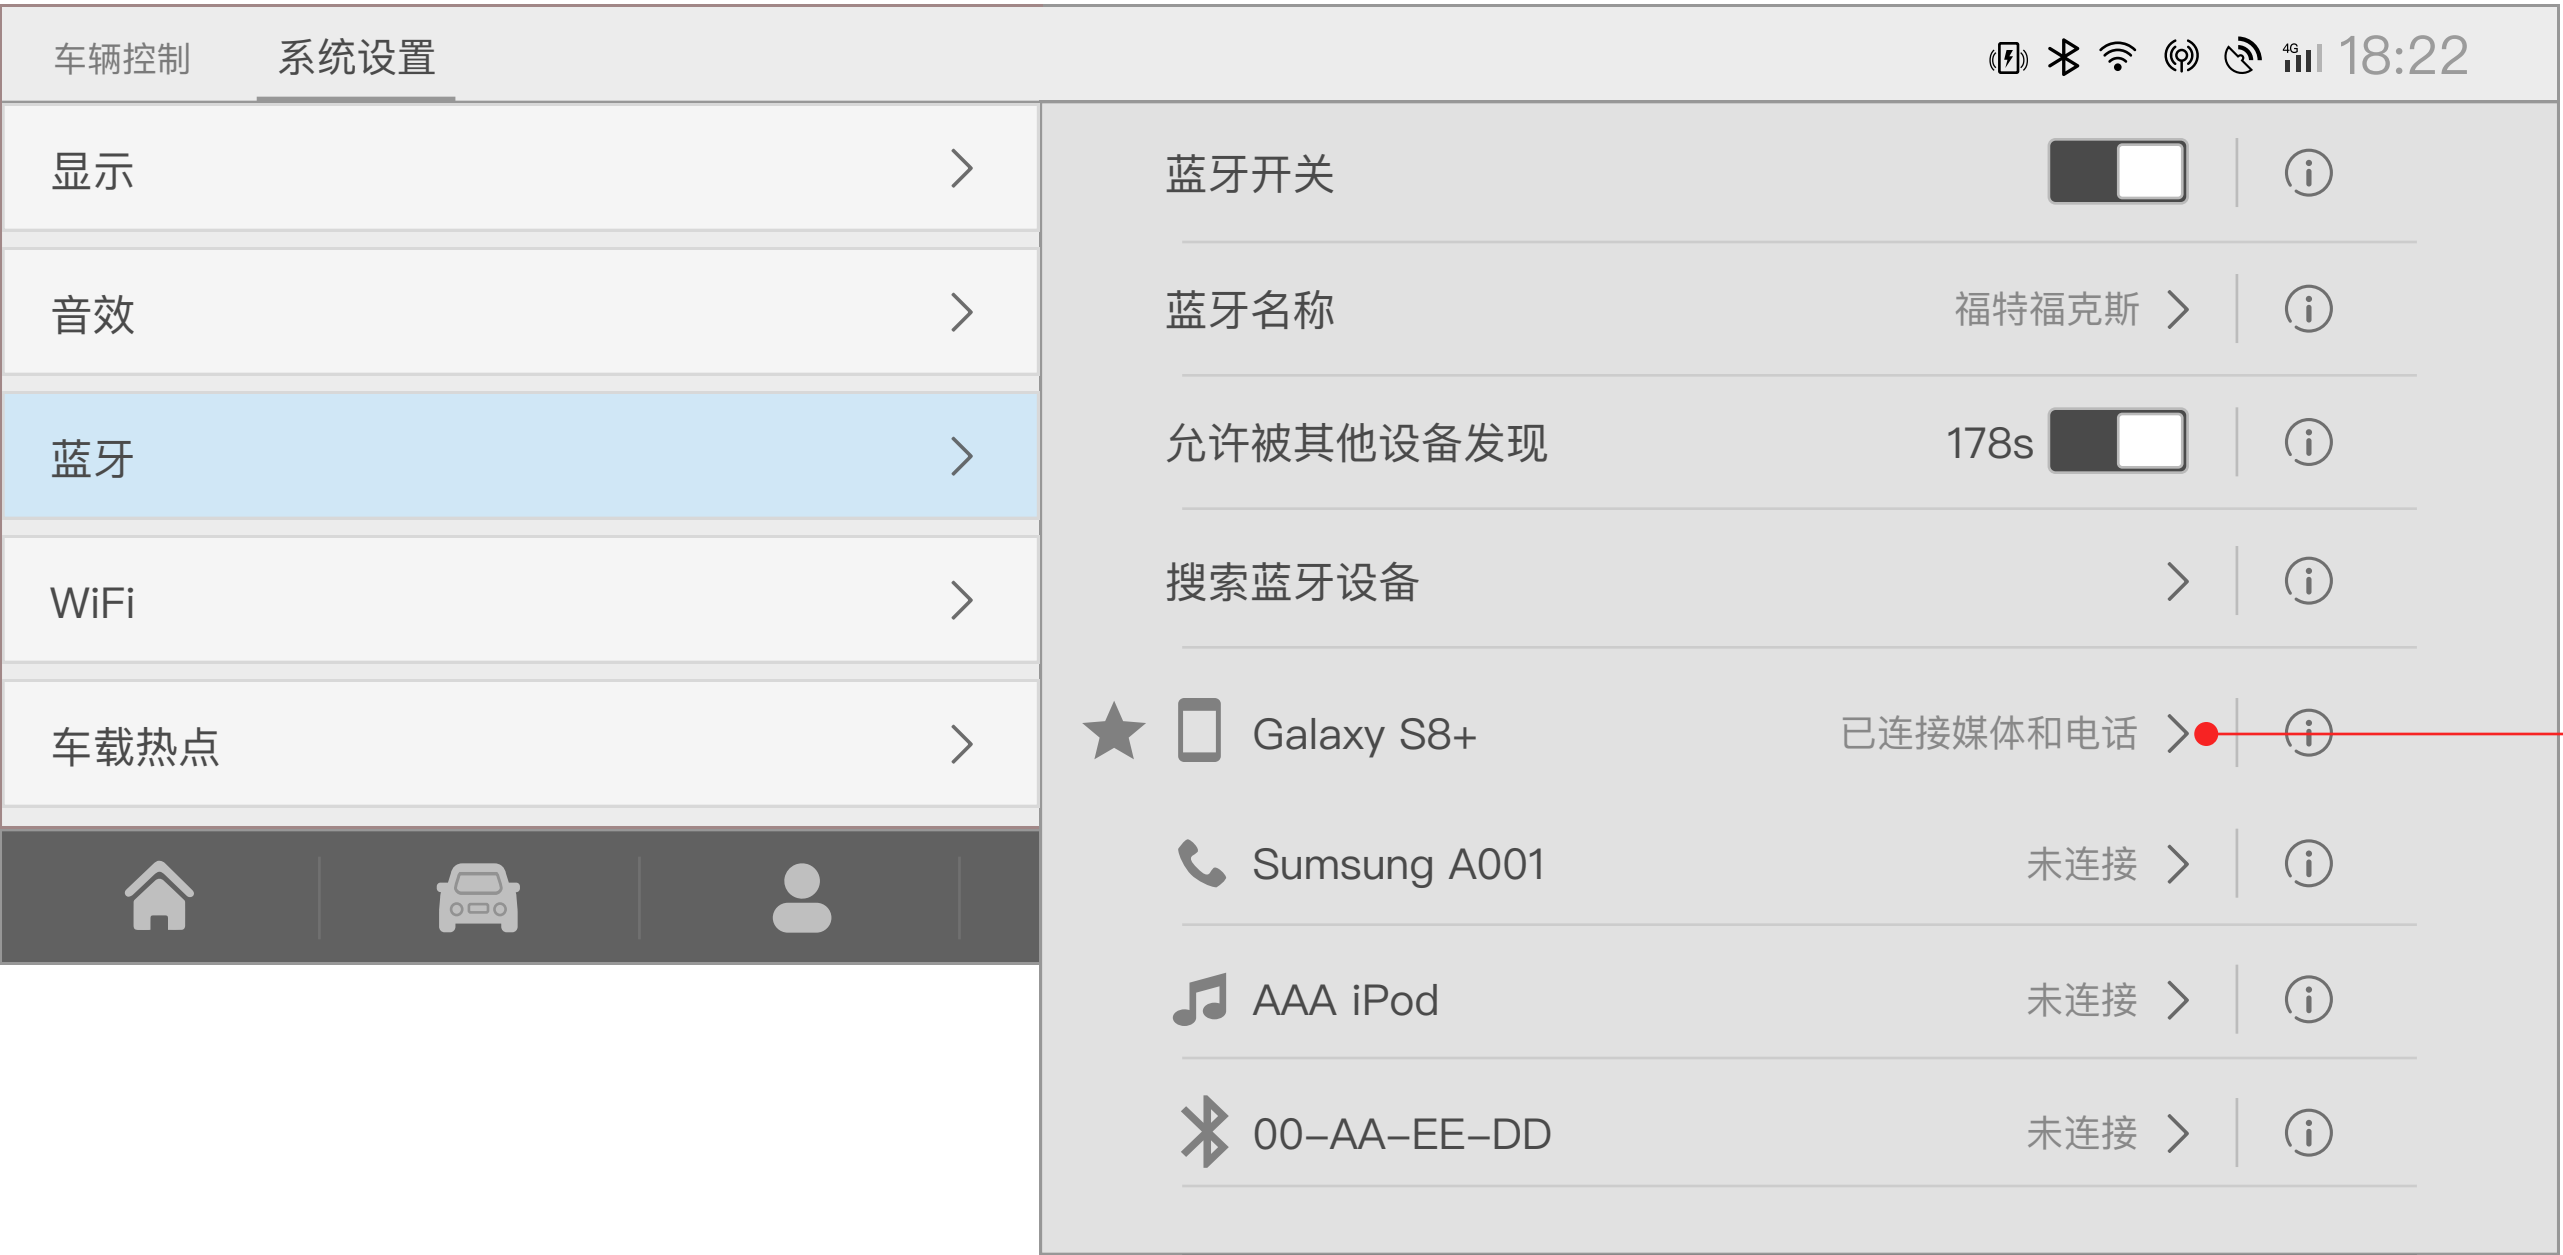 车辆控制 系统设置 4G 18:22
显示
音效
蓝牙
WiFi
车载热点
蓝牙开关
蓝牙名称 福特福克斯
允许被其他设备发现 178s
搜索蓝牙设备
Galaxy S8+ 已连接媒体和电话
Sumsung A001 未连接
AAA iPod 未连接
00-AA-EE-DD 未连接